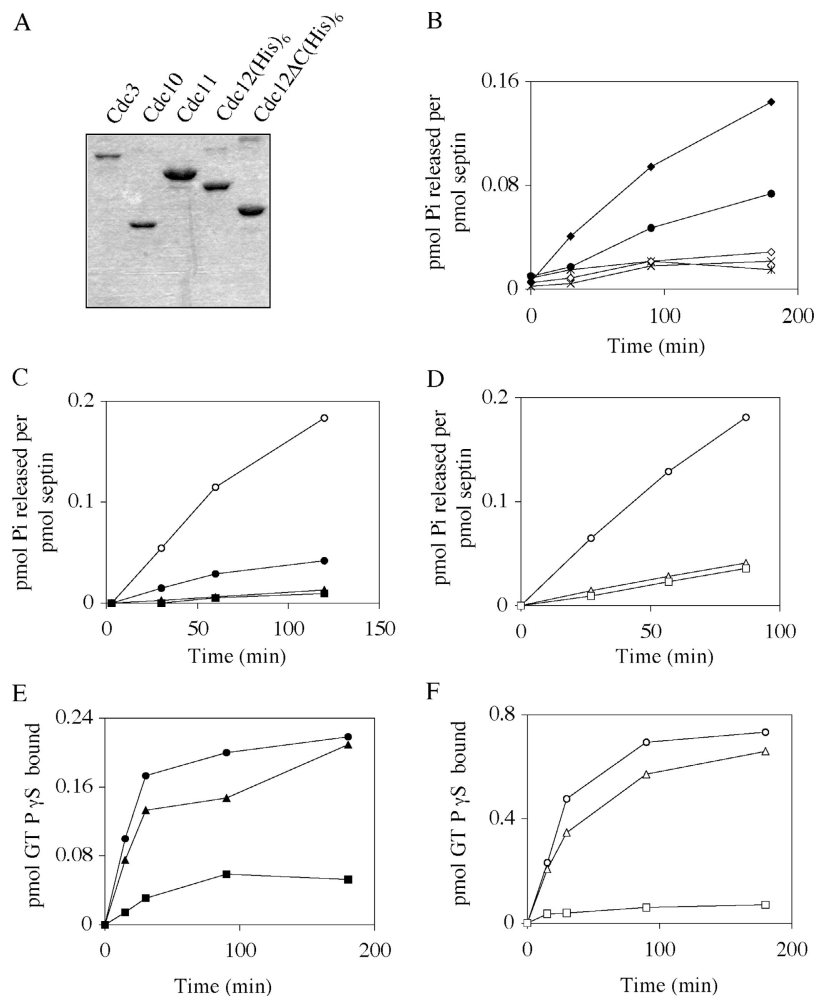 A
Cdc3
Cdc10
Cdc11
Cdc12(His)6
Cdc12ΔC(His)6
B
pmol Pi released per
pmol septin
0.16
0.08
0
0
100
200
Time (min)
C
pmol Pi released per
pmol septin
0.2
0.1
0
0
50
100
150
Time (min)
D
pmol Pi released per
pmol septin
0.2
0.1
0
0
50
100
Time (min)
E
pmol GT P γS bound
0.24
0.16
0.08
0
0
100
200
Time (min)
F
pmol GT P γS bound
0.8
0.4
0
0
100
200
Time (min)